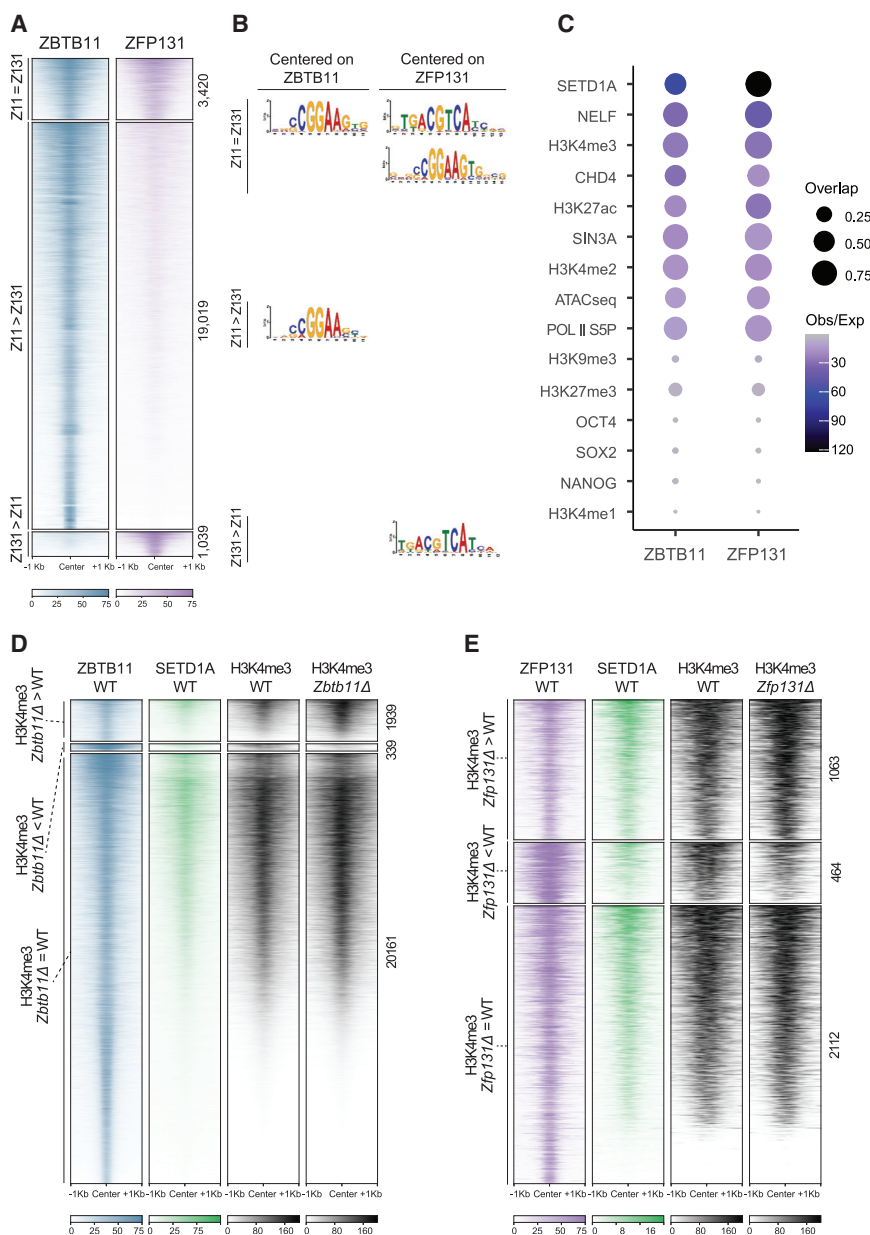 A
ZBTB11 ZFP131
Z11 = Z131
3,420
Z11 > Z131
19,019
Z131 > Z11
1,039
-1 Kb Center +1 Kb -1 Kb Center +1 Kb
0 25 50 75 0 25 50 75
B
Centered on
ZBTB11
Centered on
ZFP131
Z11 = Z131
Z11 > Z131
Z131 > Z11
C
SETD1A
NELF
H3K4me3
CHD4
H3K27ac
SIN3A
H3K4me2
ATACseq
POL II S5P
H3K9me3
H3K27me3
OCT4
SOX2
NANOG
H3K4me1
ZBTB11 ZFP131
Overlap
0.25
0.50
0.75
Obs/Exp
30
60
90
120
D
ZBTB11
WT
SETD1A
WT
H3K4me3
WT
H3K4me3
Zbtb11Δ
H3K4me3
Zbtb11Δ > WT
1939
H3K4me3
Zbtb11Δ < WT
339
H3K4me3
Zbtb11Δ = WT
20161
-1Kb Center +1Kb -1Kb Center +1Kb -1Kb Center +1Kb -1Kb Center +1Kb
0 25 50 75 0 25 50 75 0 60 160 0 60 160
E
ZFP131
WT
SETD1A
WT
H3K4me3
WT
H3K4me3
Zfp131Δ
H3K4me3
Zfp131Δ > WT
1063
H3K4me3
Zfp131Δ < WT
464
H3K4me3
Zfp131Δ = WT
2112
-1Kb Center +1Kb -1Kb Center +1Kb -1Kb Center +1Kb -1Kb Center +1Kb
0 25 50 75 0 8 16 0 60 160 0 60 160